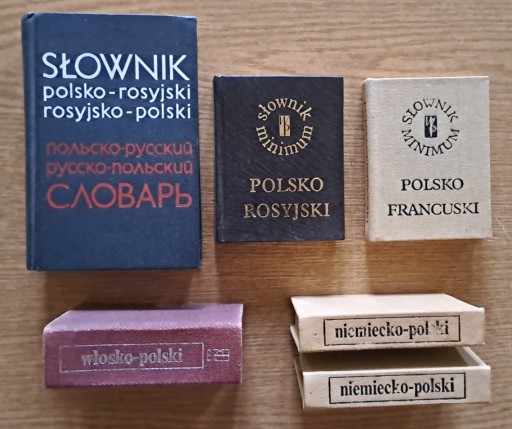 SŁOWNIK
polsko-rosyjski
rosyjsko-polski
польско-русский
русско-польский
СЛОВАРЬ
słownik
minimum
POLSKO
ROSYJSKI
SŁOWNIK
MINIMUM
POLSKO
FRANCUSKI
włosko-polski
niemiecko-polski
niemiecko-polski